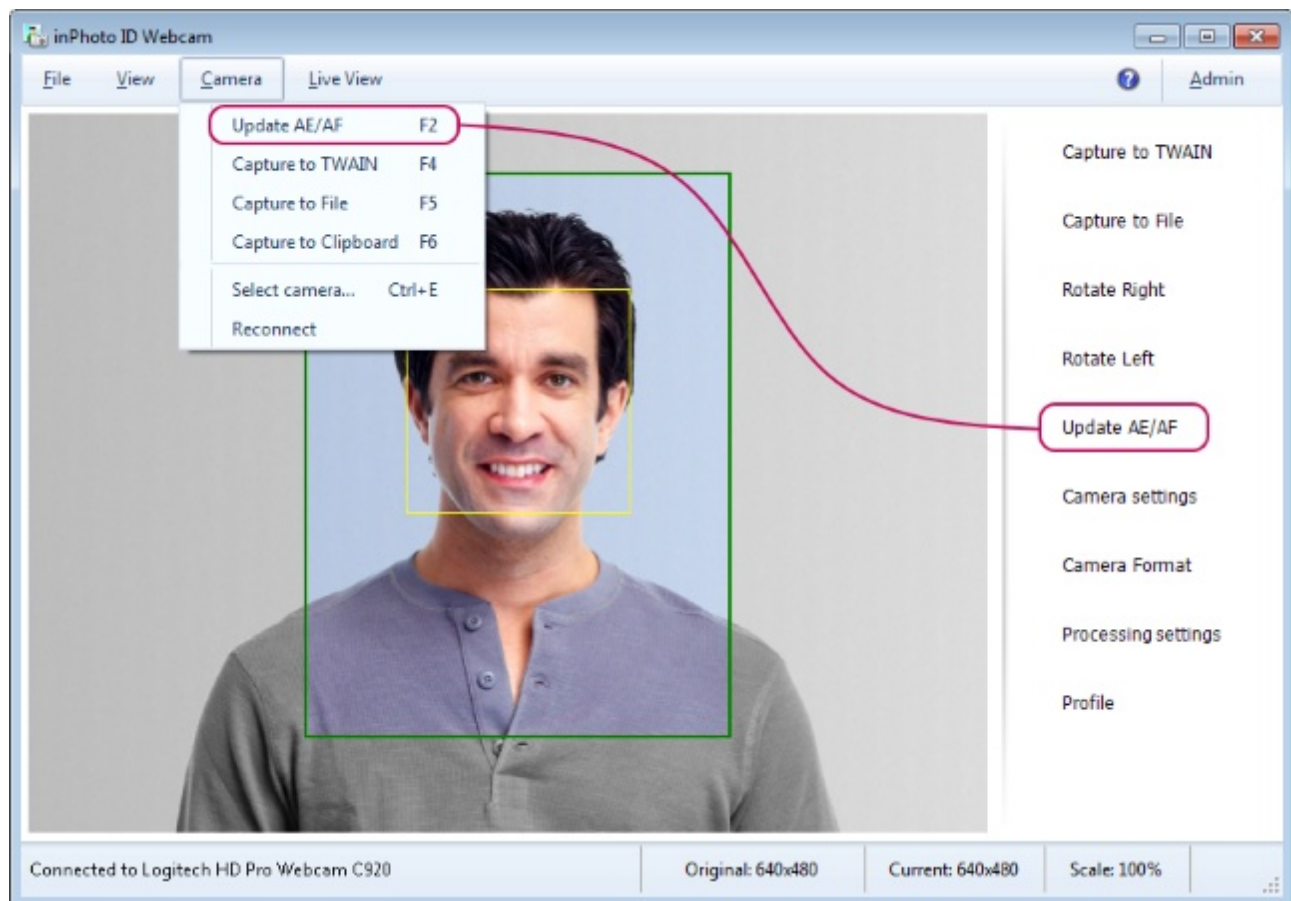 inPhoto ID Webcam
File View Camera Live View Admin
Update AE/AF F2
Capture to TWAIN F4
Capture to File F5
Capture to Clipboard F6
Select camera... Ctrl+E
Reconnect
Capture to TWAIN
Capture to File
Rotate Right
Rotate Left
Update AE/AF
Camera settings
Camera Format
Processing settings
Profile
Connected to Logitech HD Pro Webcam C920 Original: 640x480 Current: 640x480 Scale: 100%